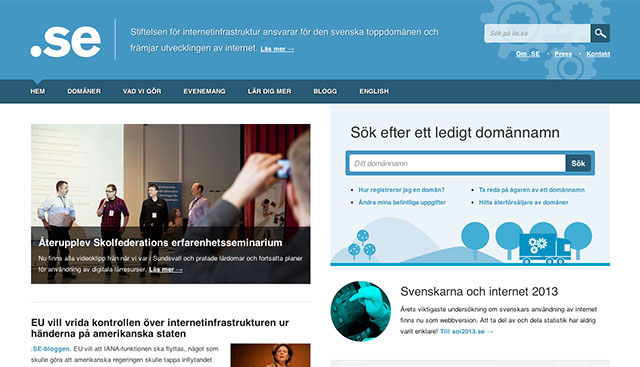 .se
Stiftelsen för internetinfrastruktur ansvarar för den svenska toppdomänen och
främjar utvecklingen av internet. Läs mer →
Sök på iis.se
Om .SE • Press • Kontakt
HEM DOMÄNER VAD VI GÖR EVENEMANG LÄR DIG MER BLOGG ENGLISH
Återupplev Skolfederations erfarenhetsseminarium
Nu finns alla videoklipp från när vi var i Sundsvall och pratade lärdomar och fortsatta planer
för användning av digitala lärresurser. Läs mer →
EU vill vrida kontrollen över internetinfrastrukturen ur
händerna på amerikanska staten
.SE-bloggen. EU vill att IANA-funktionen ska flyttas, något som
skulle göra att amerikanska regeringen skulle tappa inflytandet
Sök efter ett ledigt domännamn
Ditt domännamn Sök
• Hur registrerar jag en domän?
• Ändra mina befintliga uppgifter
• Ta reda på ägaren av ett domännamn
• Hitta återförsäljare av domäner
Svenskarna och internet 2013
Årets viktigaste undersökning om svenskars användning av internet
finns nu som webversion. Att ta del av och dela statistik har aldrig
varit enklare! Till soi2013.se →